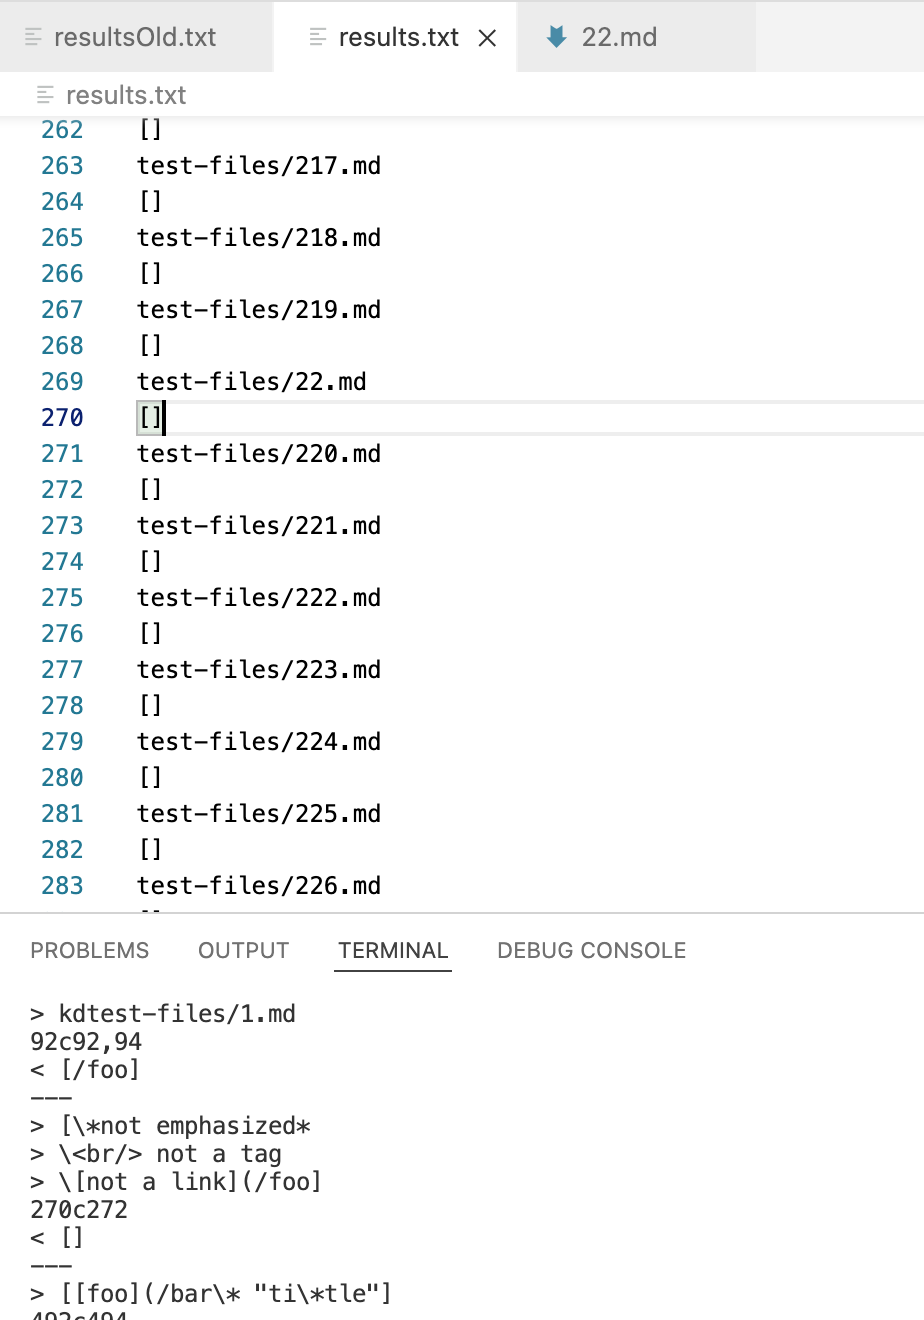 resultsOld.txt results.txt 22.md
results.txt
262 []
263 test-files/217.md
264 []
265 test-files/218.md
266 []
267 test-files/219.md
268 []
269 test-files/22.md
270 []
271 test-files/220.md
272 []
273 test-files/221.md
274 []
275 test-files/222.md
276 []
277 test-files/223.md
278 []
279 test-files/224.md
280 []
281 test-files/225.md
282 []
283 test-files/226.md
PROBLEMS OUTPUT TERMINAL DEBUG CONSOLE
> kdtest-files/1.md
92c92,94
< [/foo]
---
> [\*not emphasized*
> \<br/> not a tag
> \[not a link](/foo]
270c272
< []
---
> [[foo](/bar\* "ti\*tle"]
492c494